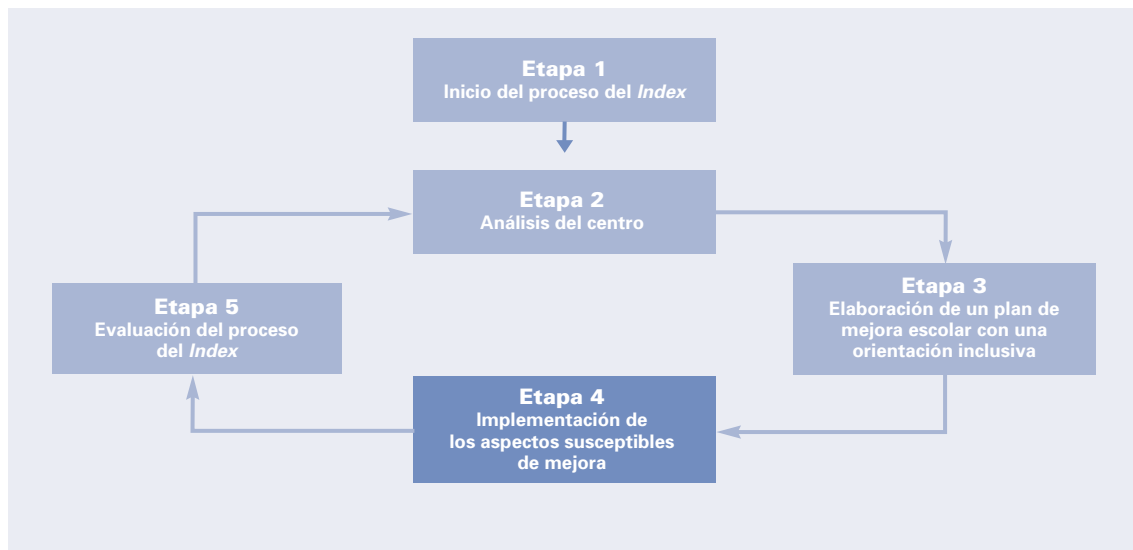 Etapa 1
Inicio del proceso del Index
Etapa 2
Análisis del centro
Etapa 3
Elaboración de un plan de
mejora escolar con una
orientación inclusiva
Etapa 4
Implementación de
los aspectos susceptibles
de mejora
Etapa 5
Evaluación del proceso
del Index